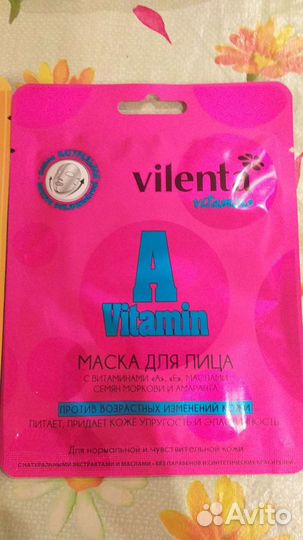 vilenta
vitamins
A
Vitamin
МАСКА ДЛЯ ЛИЦА
С ВИТАМИНАМИ «А», «Е», МАСЛАМИ
СЕМЯН МОРКОВИ И АМАРАНТА
ПРОТИВ ВОЗРАСТНЫХ ИЗМЕНЕНИЙ КОЖИ
ПИТАЕТ, ПРИДАЕТ КОЖЕ УПРУГОСТЬ И ЭЛАСТИЧНОСТЬ
Для нормальной и чувствительной кожи
С НАТУРАЛЬНЫМИ ЭКСТРАКТАМИ И МАСЛАМИ • БЕЗ ПАРАБЕНОВ И СИНТЕТИЧЕСКИХ КРАСИТЕЛЕЙ
Avito